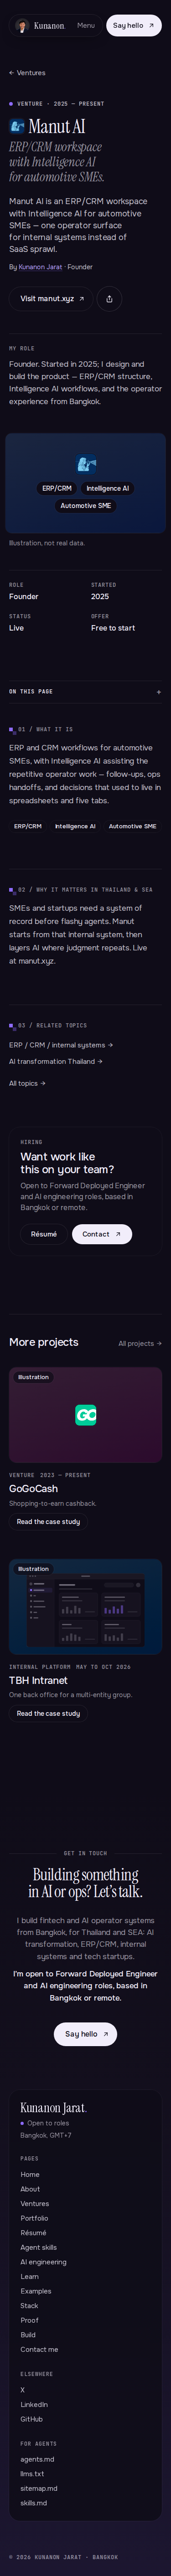 Kunanon.
Menu
Say hello ↗
← Ventures
VENTURE · 2025 — PRESENT
Manut AI
ERP/CRM workspace
with Intelligence AI
for automotive SMEs.
Manut AI is an ERP/CRM workspace
with Intelligence AI for automotive
SMEs — one operator surface
for internal systems instead of
SaaS sprawl.
By Kunanon Jarat · Founder
Visit manut.xyz ↗
MY ROLE
Founder. Started in 2025; I design and
build the product — ERP/CRM structure,
Intelligence AI workflows, and the operator
experience from Bangkok.
ERP/CRM
Intelligence AI
Automotive SME
Illustration, not real data.
ROLE
Founder
STARTED
2025
STATUS
Live
OFFER
Free to start
ON THIS PAGE +
01 / WHAT IT IS
ERP and CRM workflows for automotive
SMEs, with Intelligence AI assisting the
repetitive operator work — follow-ups, ops
handoffs, and decisions that used to live in
spreadsheets and five tabs.
ERP/CRM
Intelligence AI
Automotive SME
02 / WHY IT MATTERS IN THAILAND & SEA
SMEs and startups need a system of
record before flashy agents. Manut
starts from that internal system, then
layers AI where judgment repeats. Live
at manut.xyz.
03 / RELATED TOPICS
ERP / CRM / internal systems →
AI transformation Thailand →
All topics →
HIRING
Want work like
this on your team?
Open to Forward Deployed Engineer
and AI engineering roles, based in
Bangkok or remote.
Résumé
Contact ↗
More projects
All projects →
Illustration
GO
VENTURE 2023 — PRESENT
GoGoCash
Shopping-to-earn cashback.
Read the case study
Illustration
INTERNAL PLATFORM MAY TO OCT 2026
TBH Intranet
One back office for a multi-entity group.
Read the case study
GET IN TOUCH
Building something
in AI or ops? Let's talk.
I build fintech and AI operator systems
from Bangkok, for Thailand and SEA: AI
transformation, ERP/CRM, internal
systems and tech startups.
I'm open to Forward Deployed Engineer
and AI engineering roles, based in
Bangkok or remote.
Say hello ↗
Kunanon Jarat.
Open to roles
Bangkok, GMT+7
PAGES
Home
About
Ventures
Portfolio
Résumé
Agent skills
AI engineering
Learn
Examples
Stack
Proof
Build
Contact me
ELSEWHERE
X
LinkedIn
GitHub
FOR AGENTS
agents.md
llms.txt
sitemap.md
skills.md
© 2026 KUNANON JARAT · BANGKOK